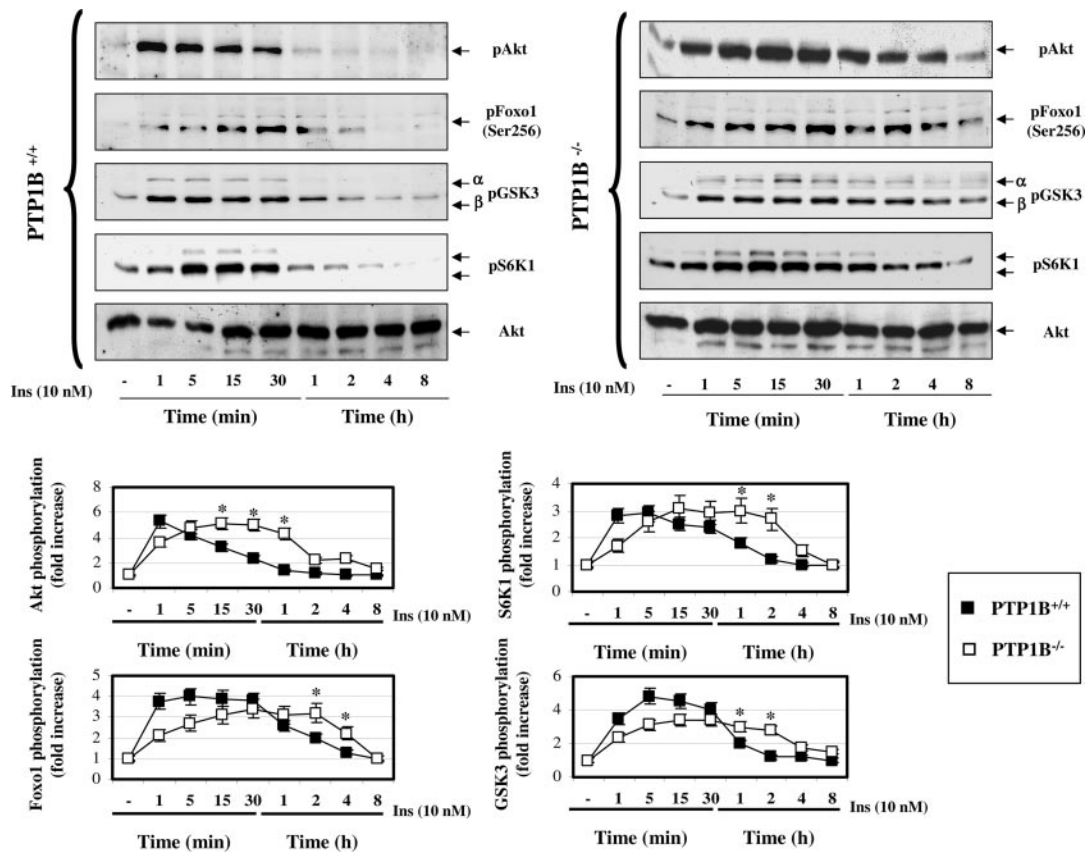 PTP1B +/+
pAkt
pFoxo1
(Ser256)
α
pGSK3
β
pS6K1
Akt
Ins (10 nM)
- 1 5 15 30 1 2 4 8
Time (min) Time (h)
PTP1B -/-
pAkt
pFoxo1
(Ser256)
α
pGSK3
β
pS6K1
Akt
Ins (10 nM)
- 1 5 15 30 1 2 4 8
Time (min) Time (h)
Akt phosphorylation
(fold increase)
8
6
4
2
0
* * *
- 1 5 15 30 1 2 4 8
Ins (10 nM)
Time (min) Time (h)
S6K1 phosphorylation
(fold increase)
4
3
2
1
0
* *
- 1 5 15 30 1 2 4 8
Ins (10 nM)
Time (min) Time (h)
Foxo1 phosphorylation
(fold increase)
5
4
3
2
1
0
* *
- 1 5 15 30 1 2 4 8
Ins (10 nM)
Time (min) Time (h)
GSK3 phosphorylation
(fold increase)
6
4
2
0
* *
- 1 5 15 30 1 2 4 8
Ins (10 nM)
Time (min) Time (h)
PTP1B+/+
PTP1B-/-